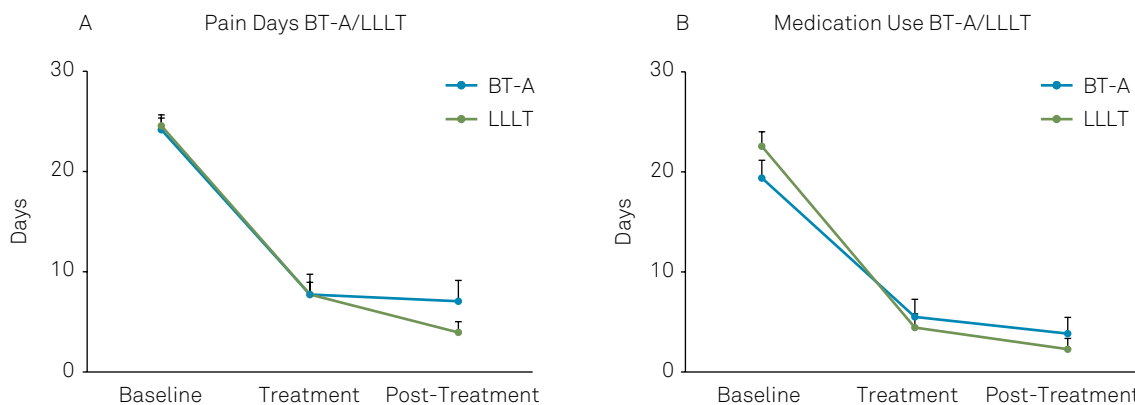 A Pain Days BT-A/LLLT
30
20
10
0
Days
BT-A
LLLT
Baseline Treatment Post-Treatment
B Medication Use BT-A/LLLT
30
20
10
0
Days
BT-A
LLLT
Baseline Treatment Post-Treatment